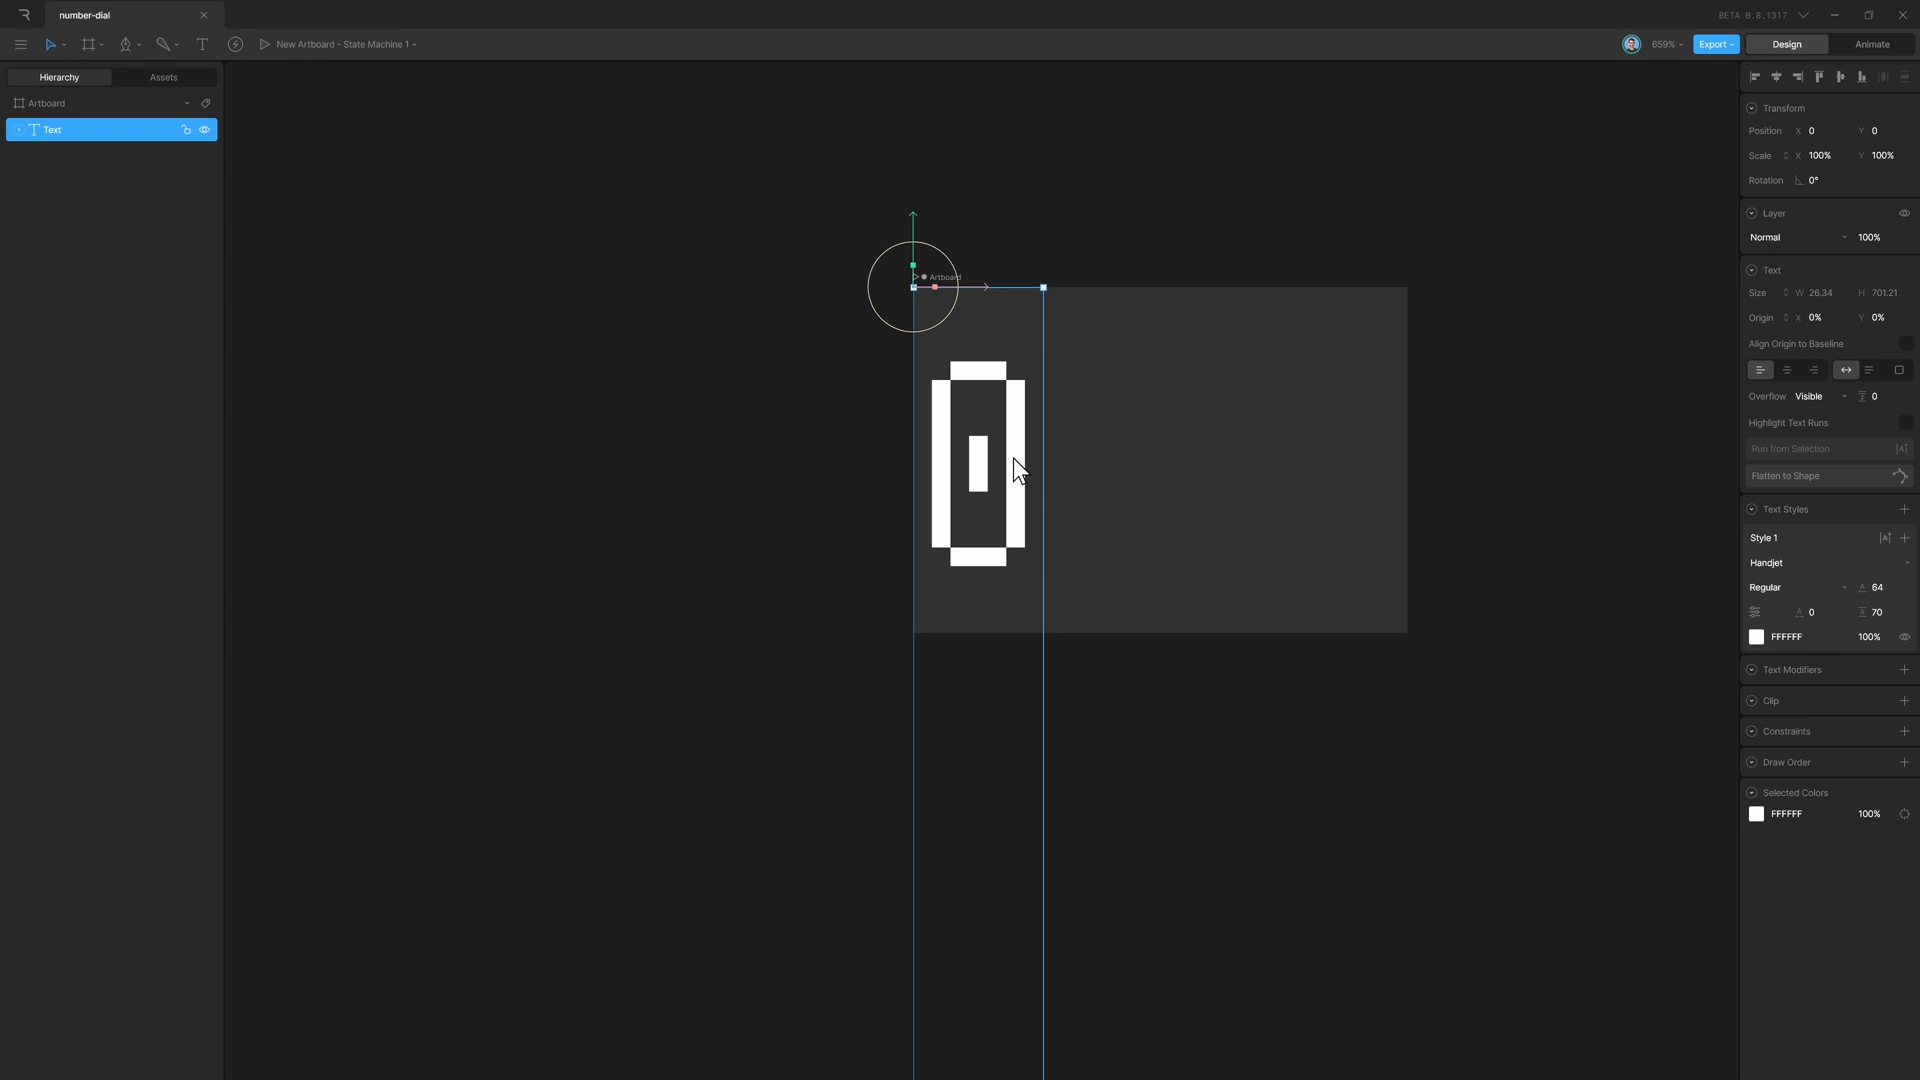 number-dial
BETA 0.8.1317
New Artboard - State Machine 1
659%
Export
Design
Animate
Hierarchy
Assets
Artboard
Text
Artboard
0
Transform
Position X 0 Y 0
Scale X 100% Y 100%
Rotation 0°
Layer
Normal 100%
Text
Size W 26.34 H 701.21
Origin X 0% Y 0%
Align Origin to Baseline
Overflow Visible 0
Highlight Text Runs
Run from Selection
Flatten to Shape
Text Styles
Style 1
Handjet
Regular 64
0 70
FFFFFF 100%
Text Modifiers
Clip
Constraints
Draw Order
Selected Colors
FFFFFF 100%